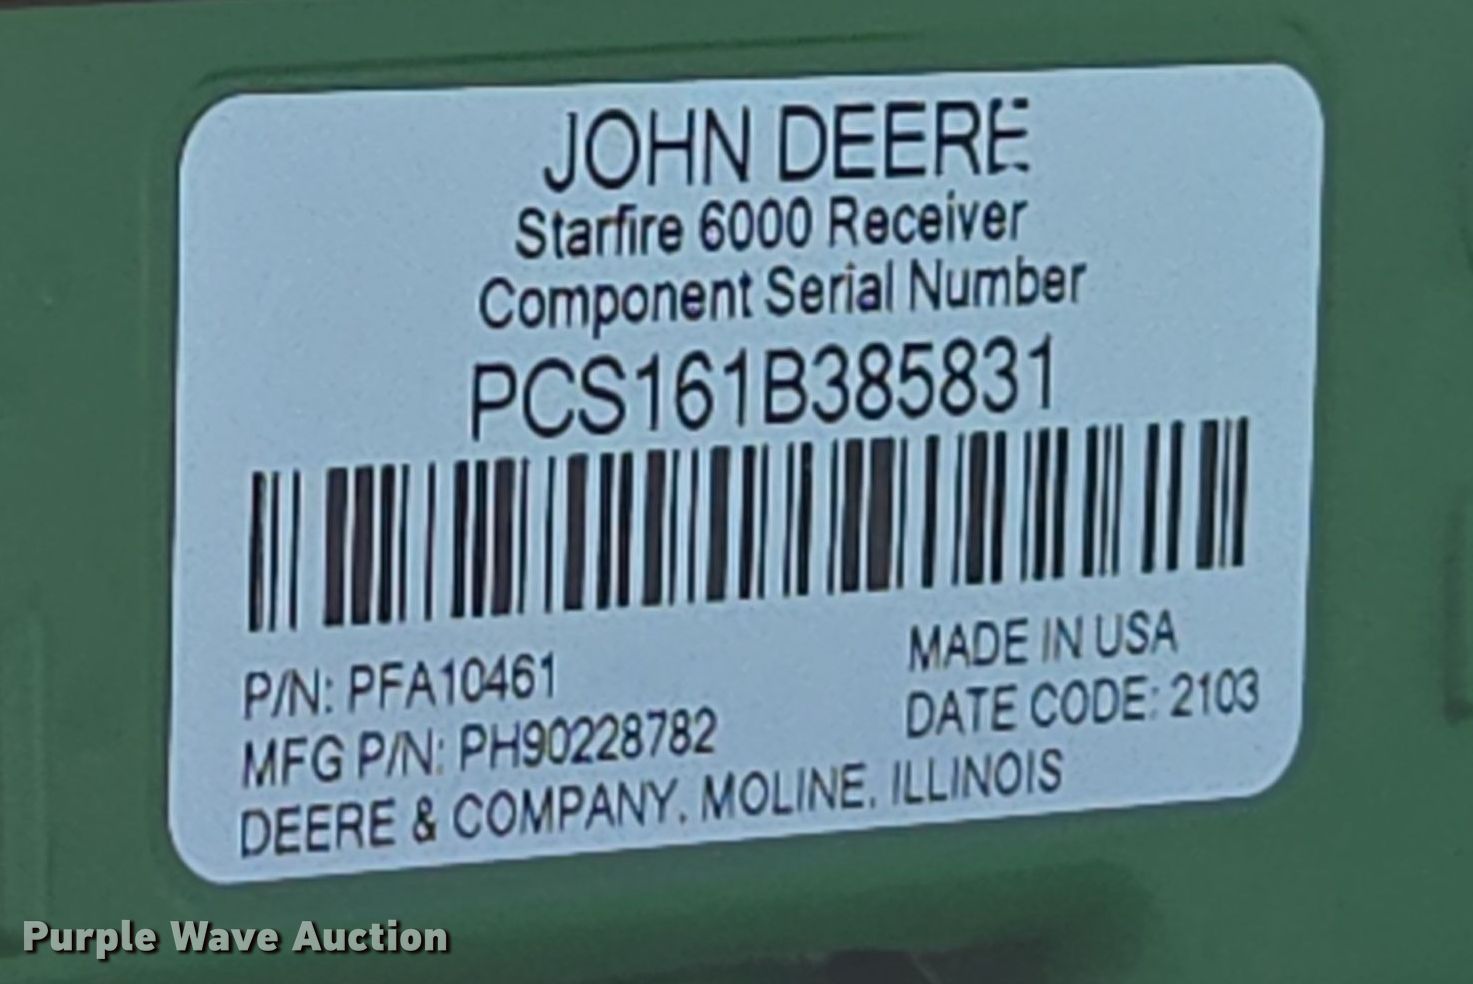 JOHN DEERE
Starfire 6000 Receiver
Component Serial Number
PCS161B385831
P/N: PFA10461
MADE IN USA
MFG P/N: PH90228782
DATE CODE: 2103
DEERE & COMPANY, MOLINE, ILLINOIS
Purple Wave Auction